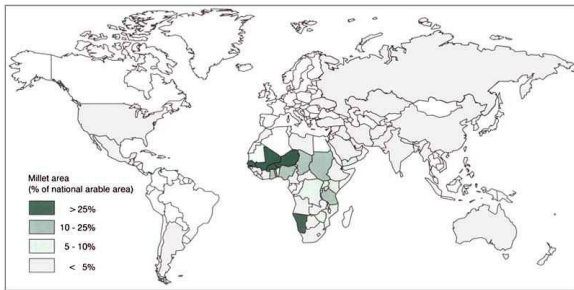 Millet area
(% of national arable area)
> 25%
10 - 25%
5 - 10%
< 5%